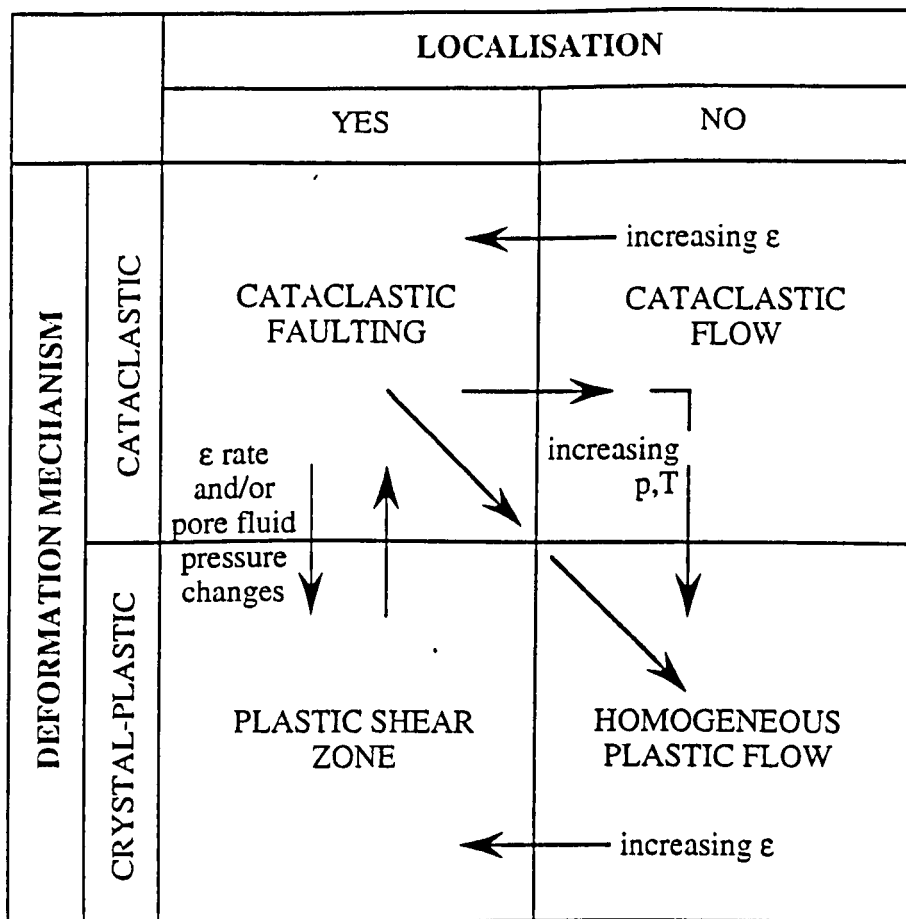 LOCALISATION
YES
NO
DEFORMATION MECHANISM
CATACLASTIC
CRYSTAL-PLASTIC
increasing ε
CATACLASTIC
FAULTING
CATACLASTIC
FLOW
ε rate
and/or
pore fluid
pressure
changes
increasing
p,T
PLASTIC SHEAR
ZONE
HOMOGENEOUS
PLASTIC FLOW
increasing ε